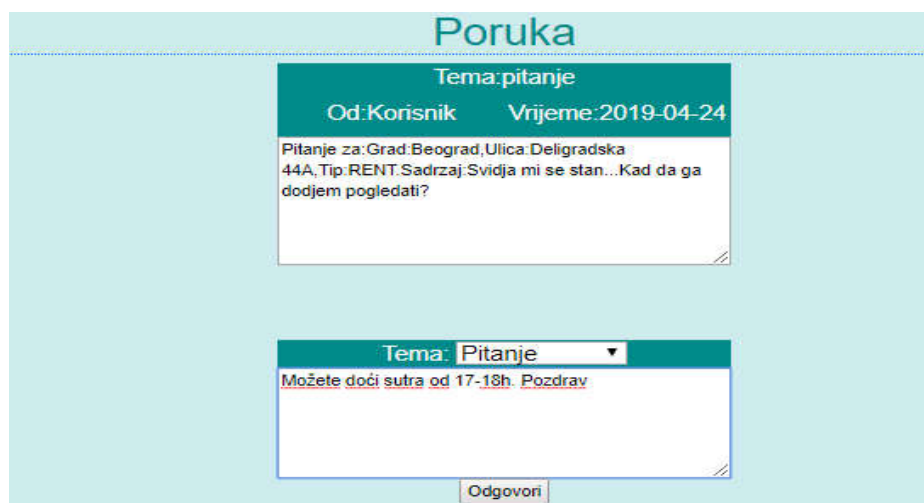 Poruka
Tema:pitanje
Od:Korisnik Vrijeme:2019-04-24
Pitanje za:Grad:Beograd,Ulica:Deligradska
44A,Tip:RENT.Sadrzaj:Svidja mi se stan...Kad da ga
dodjem pogledati?
Tema: Pitanje
Možete doći sutra od 17-18h. Pozdrav
Odgovori